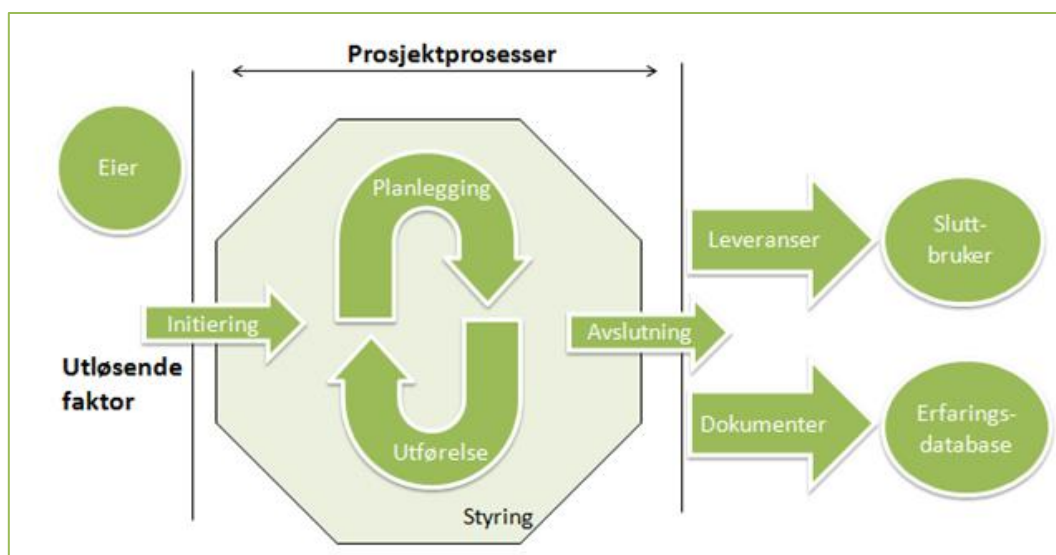 Prosjektprosesser
Eier
Planlegging
Leveranser
Slutt-
bruker
Initiering
Avslutning
Utløsende
faktor
Dokumenter
Erfarings-
database
Utførelse
Styring